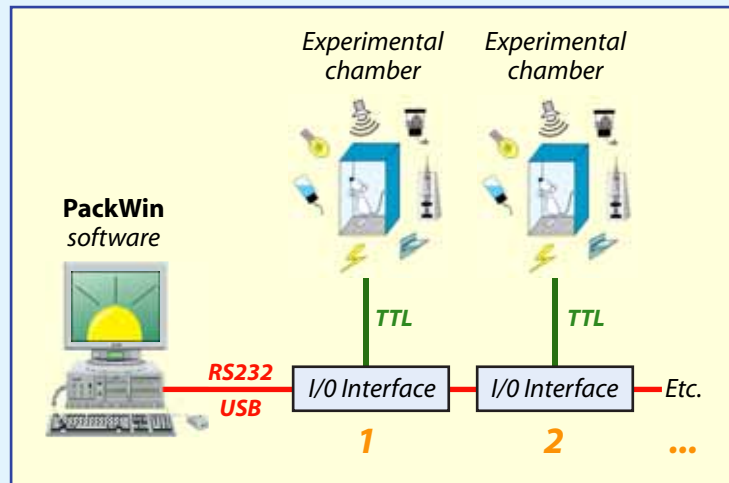 Experimental
chamber
Experimental
chamber
PackWin
software
TTL
TTL
RS232
USB
I/0 Interface
I/0 Interface
Etc.
1
2
...